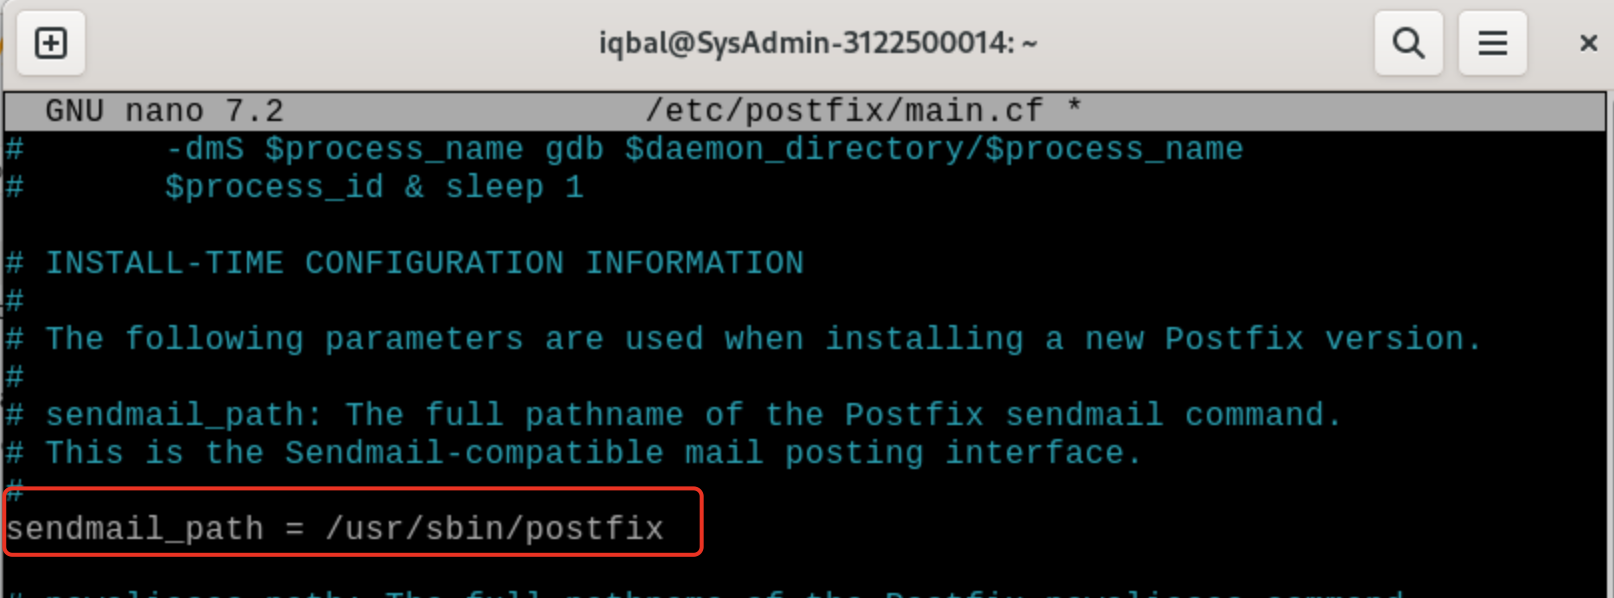 iqbal@SysAdmin-3122500014: ~
GNU nano 7.2 /etc/postfix/main.cf *
# -dmS $process_name gdb $daemon_directory/$process_name
# $process_id & sleep 1
# INSTALL-TIME CONFIGURATION INFORMATION
#
# The following parameters are used when installing a new Postfix version.
#
# sendmail_path: The full pathname of the Postfix sendmail command.
# This is the Sendmail-compatible mail posting interface.
#
sendmail_path = /usr/sbin/postfix